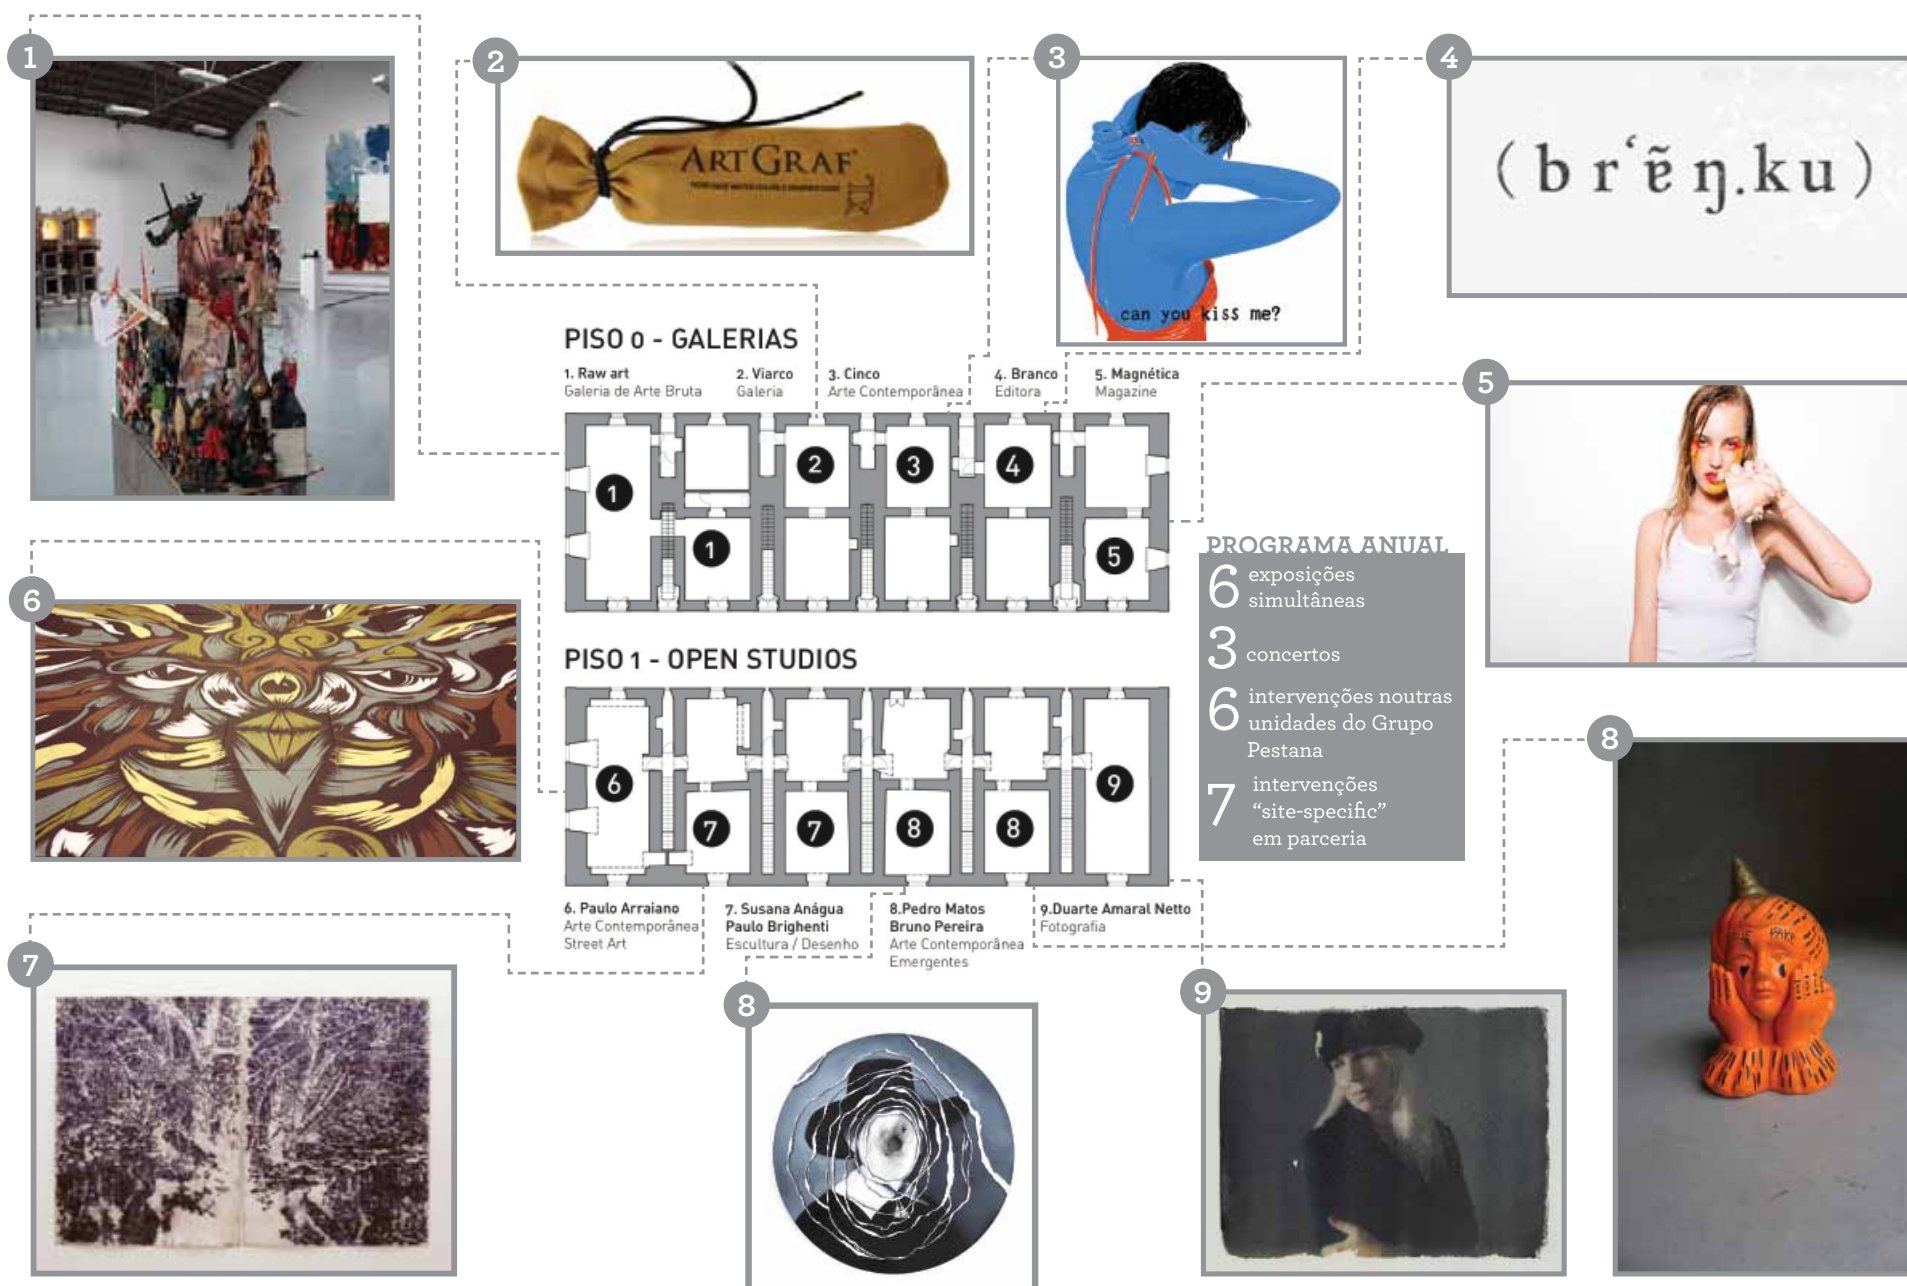 1
2
ARTGRAF
XL
3
can you kiss me?
4
(br‘ɐ̃ŋ.ku)
PISO 0 - GALERIAS
1. Raw art
Galeria de Arte Bruta
2. Viarco
Galeria
3. Cinco
Arte Contemporânea
4. Branco
Editora
5. Magnética
Magazine
1
2
3
4
1
5
5
PROGRAMA ANUAL
6 exposições
simultâneas
3 concertos
6 intervenções noutras
unidades do Grupo
Pestana
7 intervenções
“site-specific”
em parceria
6
PISO 1 - OPEN STUDIOS
6
7
7
8
8
9
6. Paulo Arraiano
Arte Contemporânea
Street Art
7. Susana Anágua
Paulo Brighenti
Escultura / Desenho
8.Pedro Matos
Bruno Pereira
Arte Contemporânea
Emergentes
9.Duarte Amaral Netto
Fotografia
7
8
9
8